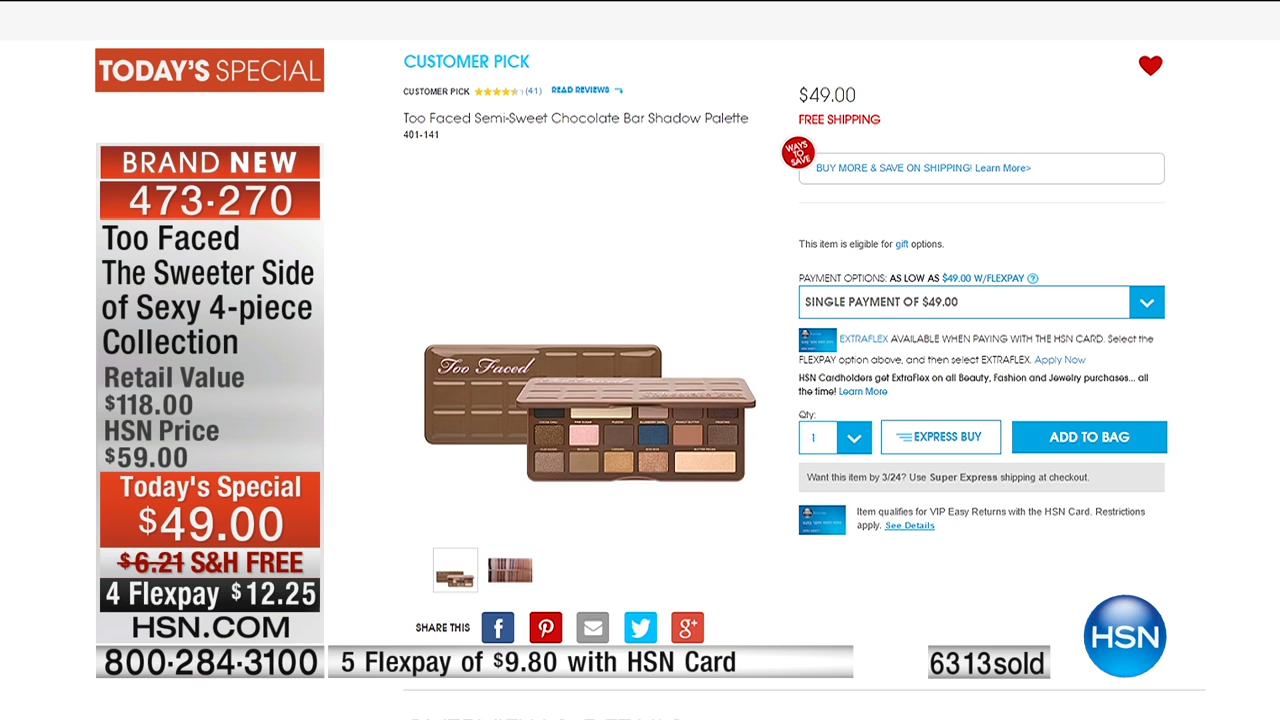 TODAY'S SPECIAL
BRAND NEW
473·270
Too Faced
The Sweeter Side
of Sexy 4-piece
Collection
Retail Value
$118.00
HSN Price
$59.00
Today's Special
$49.00
$6.21 S&H FREE
4 Flexpay $12.25
HSN.COM
800·284·3100
CUSTOMER PICK
CUSTOMER PICK (41) READ REVIEWS
Too Faced Semi-Sweet Chocolate Bar Shadow Palette
401-141
Too Faced
SHARE THIS
$49.00
FREE SHIPPING
WAYS
TO
SAVE
BUY MORE & SAVE ON SHIPPING! Learn More>
This item is eligible for gift options.
PAYMENT OPTIONS: AS LOW AS $49.00 W/FLEXPAY ?
SINGLE PAYMENT OF $49.00
EXTRAFLEX AVAILABLE WHEN PAYING WITH THE HSN CARD. Select the
FLEXPAY option above, and then select EXTRAFLEX. Apply Now
HSN Cardholders get ExtraFlex on all Beauty, Fashion and Jewelry purchases... all
the time! Learn More
Qty:
1
EXPRESS BUY
ADD TO BAG
Want this item by 3/24? Use Super Express shipping at checkout.
Item qualifies for VIP Easy Returns with the HSN Card. Restrictions
apply. See Details
HSN
5 Flexpay of $9.80 with HSN Card
6313sold